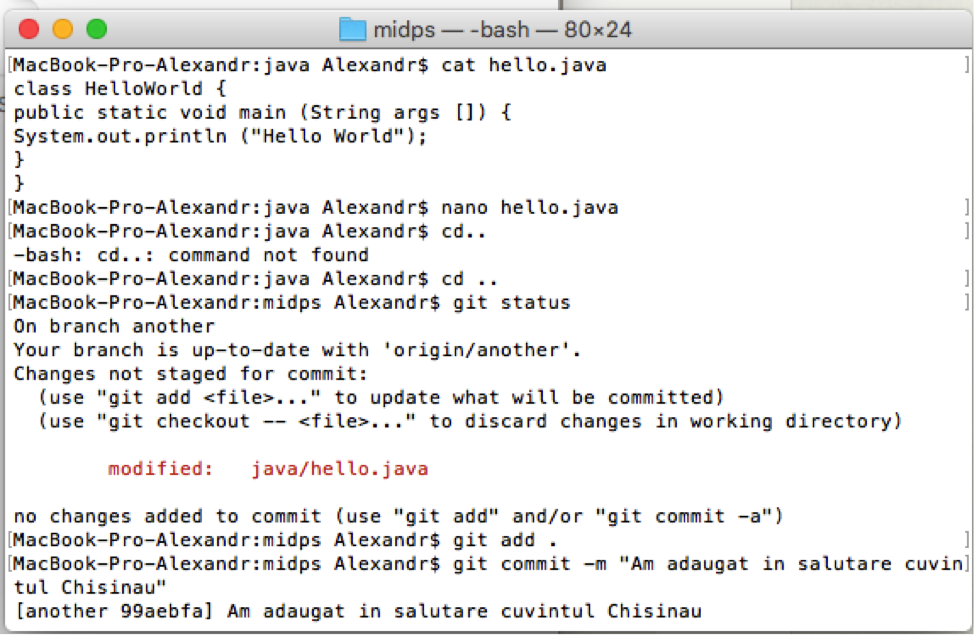 midps — -bash — 80×24
[MacBook-Pro-Alexandr:java Alexandr$ cat hello.java ]
class HelloWorld {
public static void main (String args []) {
System.out.println ("Hello World");
}
}
[MacBook-Pro-Alexandr:java Alexandr$ nano hello.java ]
[MacBook-Pro-Alexandr:java Alexandr$ cd.. ]
-bash: cd..: command not found
[MacBook-Pro-Alexandr:java Alexandr$ cd .. ]
[MacBook-Pro-Alexandr:midps Alexandr$ git status ]
On branch another
Your branch is up-to-date with 'origin/another'.
Changes not staged for commit:
  (use "git add <file>..." to update what will be committed)
  (use "git checkout -- <file>..." to discard changes in working directory)
        modified:   java/hello.java
no changes added to commit (use "git add" and/or "git commit -a")
[MacBook-Pro-Alexandr:midps Alexandr$ git add . ]
[MacBook-Pro-Alexandr:midps Alexandr$ git commit -m "Am adaugat in salutare cuvin]
tul Chisinau"
[another 99aebfa] Am adaugat in salutare cuvintul Chisinau